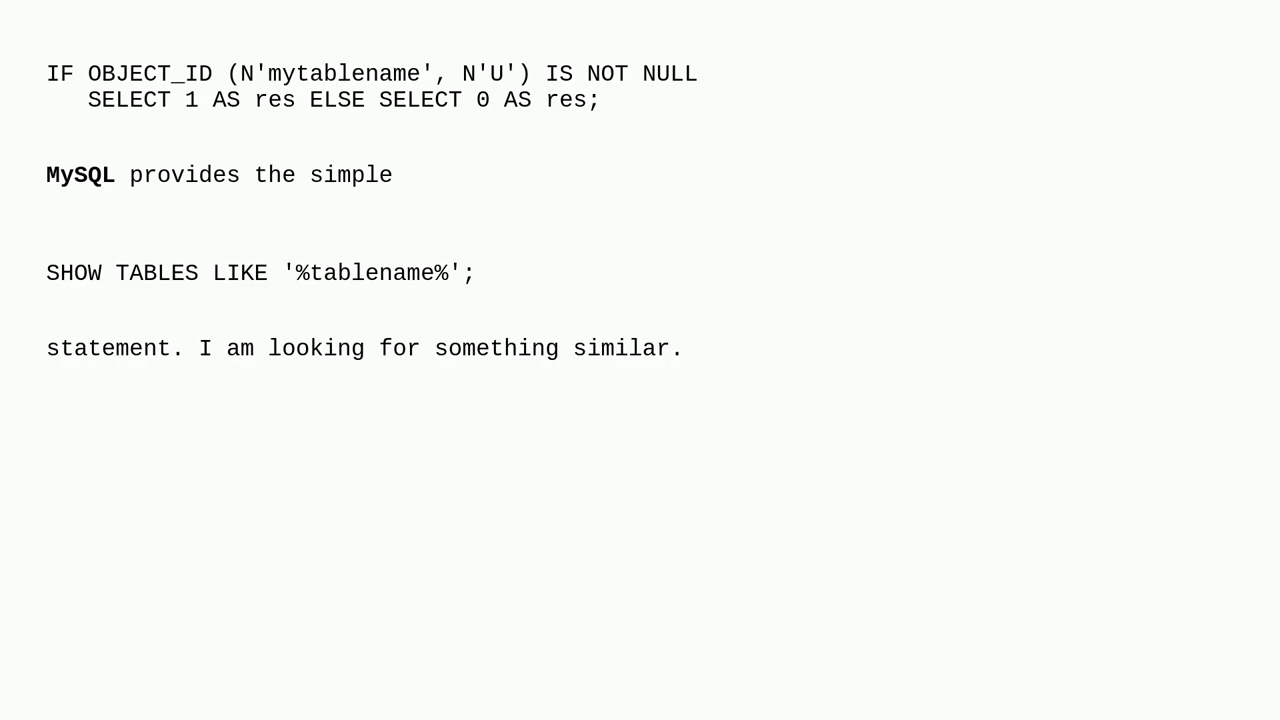 IF OBJECT_ID (N'mytablename', N'U') IS NOT NULL
   SELECT 1 AS res ELSE SELECT 0 AS res;
MySQL provides the simple
SHOW TABLES LIKE '%tablename%';
statement. I am looking for something similar.